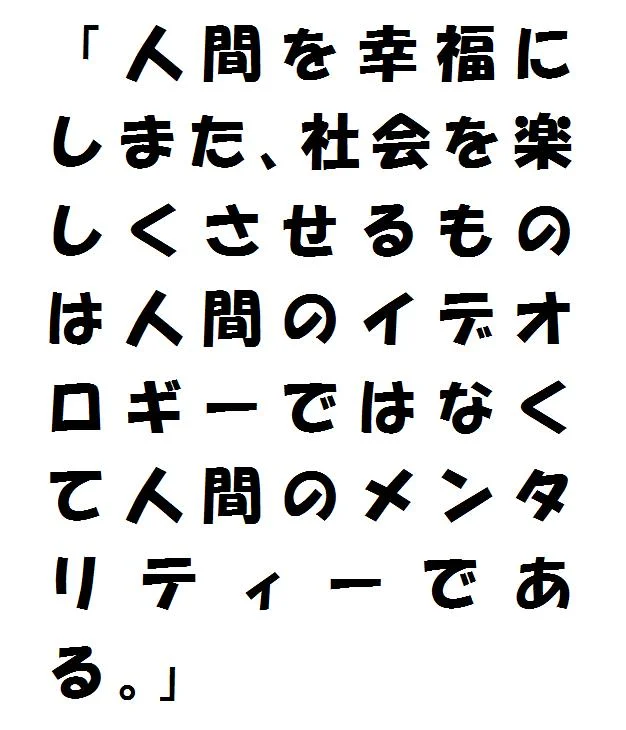 「人間を幸福に
しまた、社会を楽
しくさせるもの
は人間のイデオ
ロギーではなく
て人間のメンタ
リティーであ
る。」